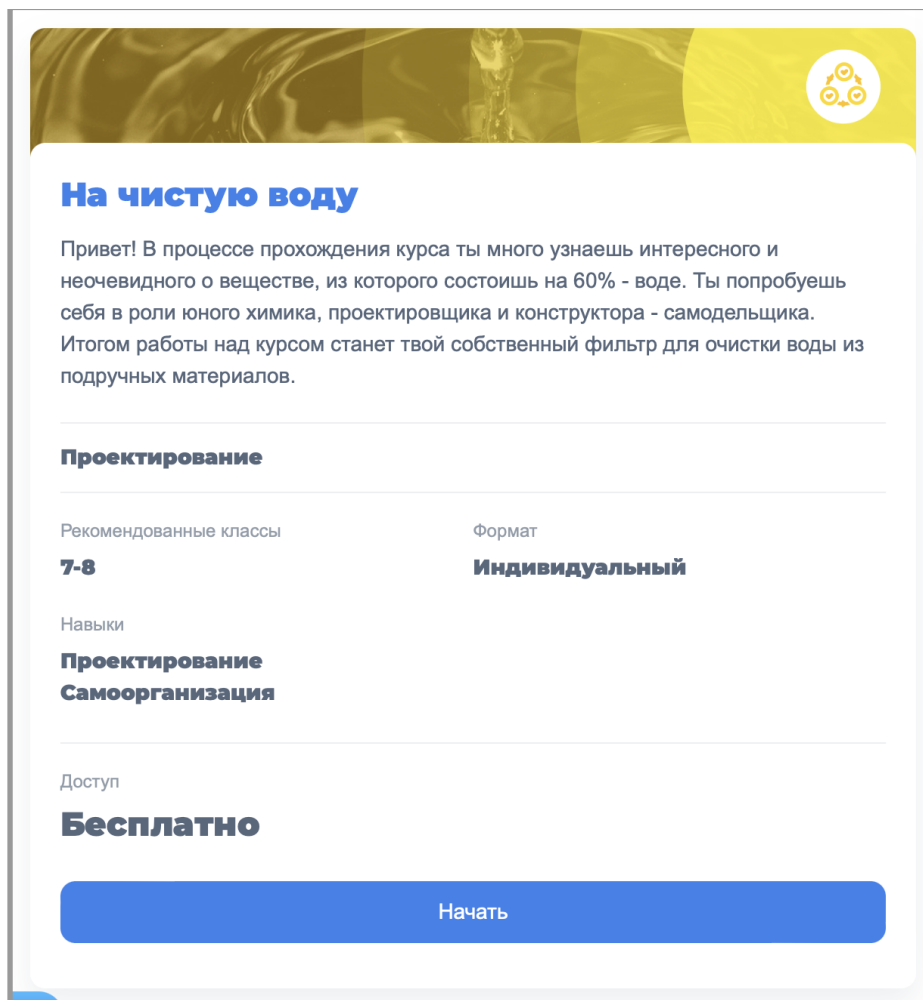 На чистую воду
Привет! В процессе прохождения курса ты много узнаешь интересного и
неочевидного о веществе, из которого состоишь на 60% - воде. Ты попробуешь
себя в роли юного химика, проектировщика и конструктора - самодельщика.
Итогом работы над курсом станет твой собственный фильтр для очистки воды из
подручных материалов.
Проектирование
Рекомендованные классы
7-8
Формат
Индивидуальный
Навыки
Проектирование
Самоорганизация
Доступ
Бесплатно
Начать